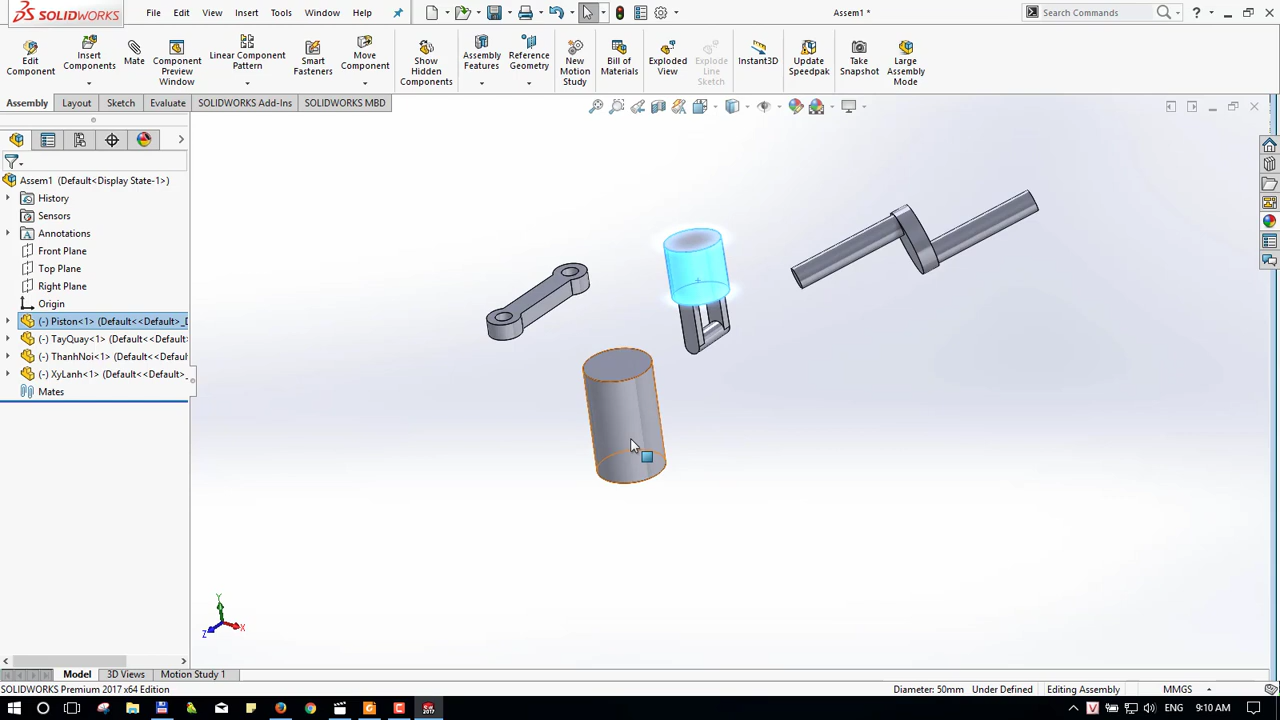 SOLIDWORKS File Edit View Insert Tools Window Help Assem1 * Search Commands
Edit Component
Insert Components
Mate
Component Preview Window
Linear Component Pattern
Smart Fasteners
Move Component
Show Hidden Components
Assembly Features
Reference Geometry
New Motion Study
Bill of Materials
Exploded View
Explode Line Sketch
Instant3D
Update Speedpak
Take Snapshot
Large Assembly Mode
Assembly Layout Sketch Evaluate SOLIDWORKS Add-Ins SOLIDWORKS MBD
Assem1 (Default<Display State-1>)
History
Sensors
Annotations
Front Plane
Top Plane
Right Plane
Origin
(-) Piston<1> (Default<<Default>_D
(-) TayQuay<1> (Default<<Default>
(-) ThanhNoi<1> (Default<<Default
(-) XyLanh<1> (Default<<Default>_
Mates
Y
Z X
Model 3D Views Motion Study 1
SOLIDWORKS Premium 2017 x64 Edition Diameter: 50mm Under Defined Editing Assembly MMGS
2017 V ENG 9:10 AM